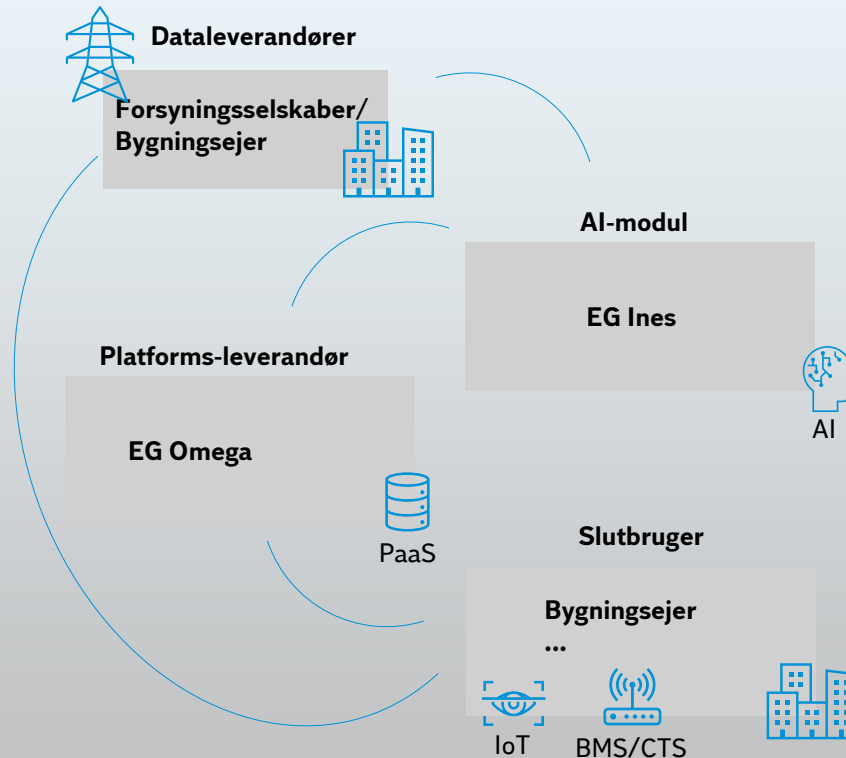 Dataleverandører
Forsyningsselskaber/
Bygningsejer
AI-modul
EG Ines
AI
Platforms-leverandør
EG Omega
PaaS
Slutbruger
Bygningsejer
...
IoT
BMS/CTS